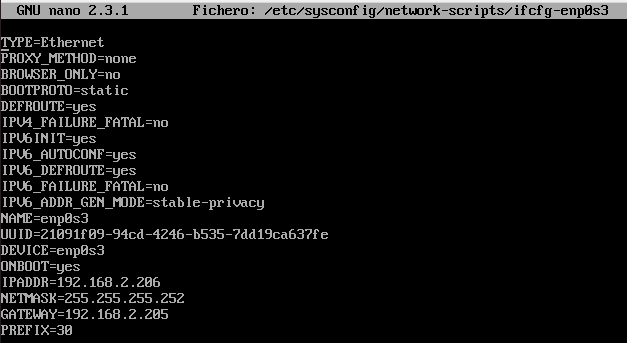 GNU nano 2.3.1 Fichero: /etc/sysconfig/network-scripts/ifcfg-enp0s3
TYPE=Ethernet
PROXY_METHOD=none
BROWSER_ONLY=no
BOOTPROTO=static
DEFROUTE=yes
IPV4_FAILURE_FATAL=no
IPV6INIT=yes
IPV6_AUTOCONF=yes
IPV6_DEFROUTE=yes
IPV6_FAILURE_FATAL=no
IPV6_ADDR_GEN_MODE=stable-privacy
NAME=enp0s3
UUID=21091f09-94cd-4246-b535-7dd19ca637fe
DEVICE=enp0s3
ONBOOT=yes
IPADDR=192.168.2.206
NETMASK=255.255.255.252
GATEWAY=192.168.2.205
PREFIX=30